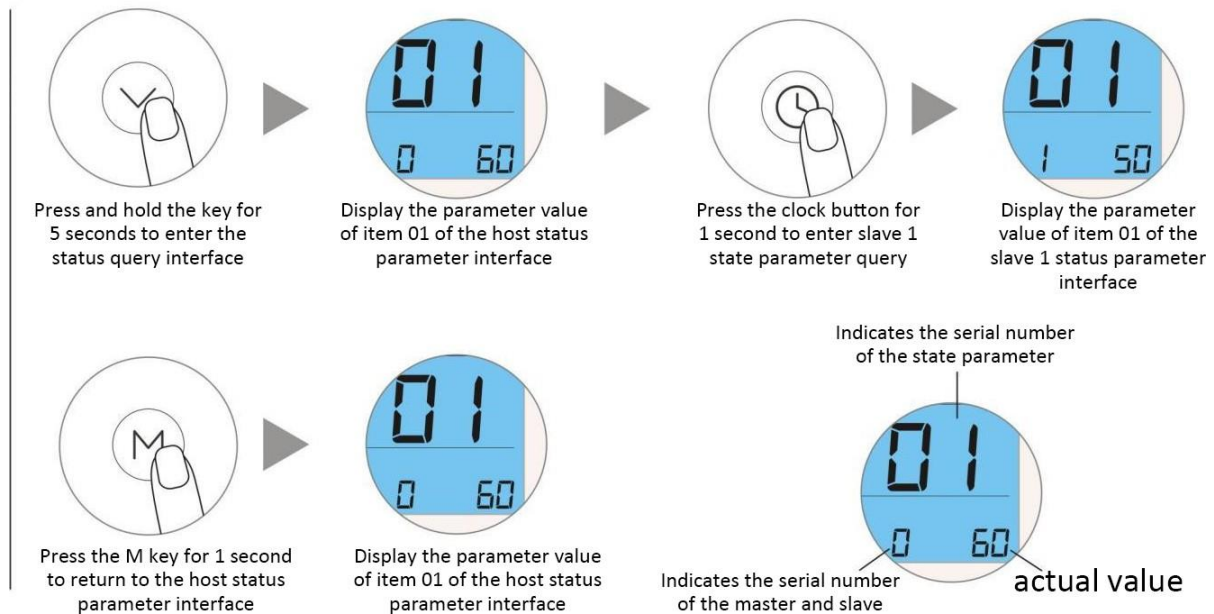 01
0 60
01
1 50
Press and hold the key for
5 seconds to enter the
status query interface
Display the parameter value
of item 01 of the host status
parameter interface
Press the clock button for
1 second to enter slave 1
state parameter query
Display the parameter
value of item 01 of the
slave 1 status parameter
interface
M
01
0 60
Press the M key for 1 second
to return to the host status
parameter interface
Display the parameter value
of item 01 of the host status
parameter interface
Indicates the serial number
of the state parameter
01
0 60
Indicates the serial number
of the master and slave
actual value